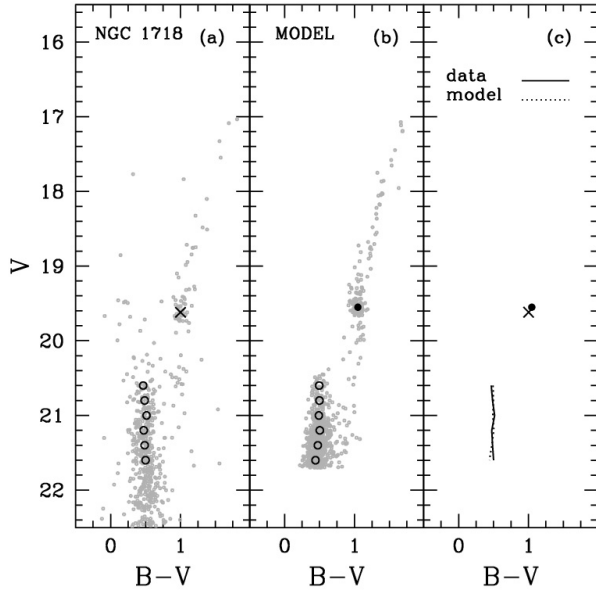 NGC 1718 (a)
MODEL (b)
(c)
data
model
16
17
18
19
20
21
22
V
0 1
0 1
0 1
B-V
B-V
B-V